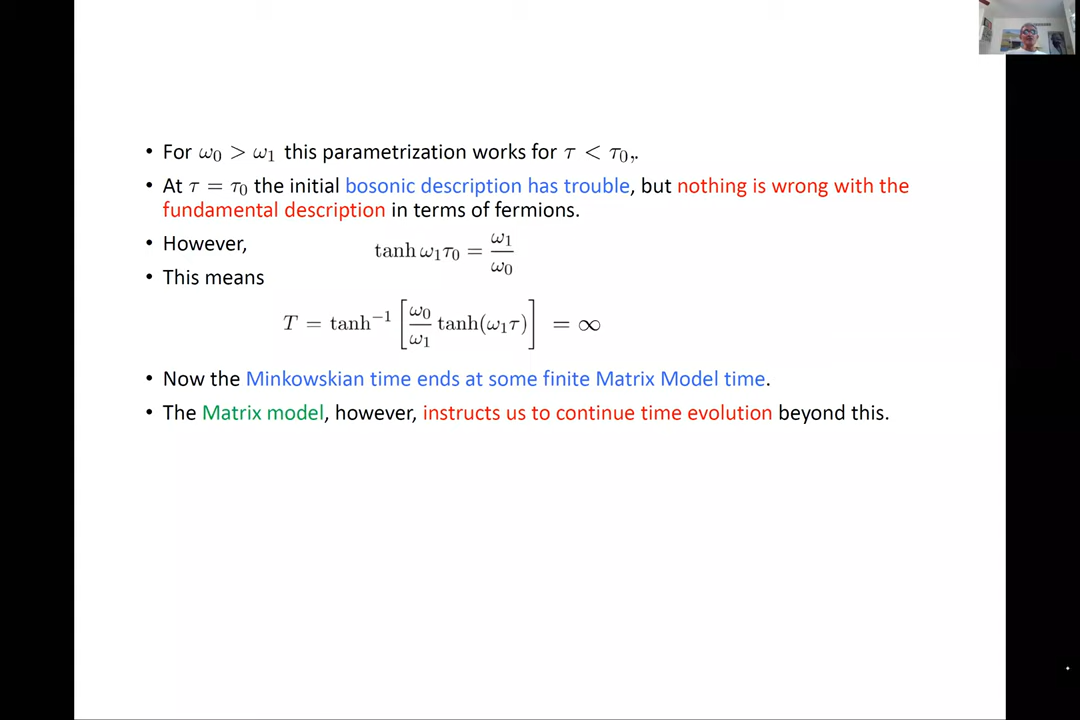 • For ω₀ > ω₁ this parametrization works for τ < τ₀,.
• At τ = τ₀ the initial bosonic description has trouble, but nothing is wrong with the
fundamental description in terms of fermions.
• However, tanh ω₁τ₀ = ω₁/ω₀
• This means
T = tanh⁻¹ [ω₀/ω₁ tanh(ω₁τ)] = ∞
• Now the Minkowskian time ends at some finite Matrix Model time.
• The Matrix model, however, instructs us to continue time evolution beyond this.